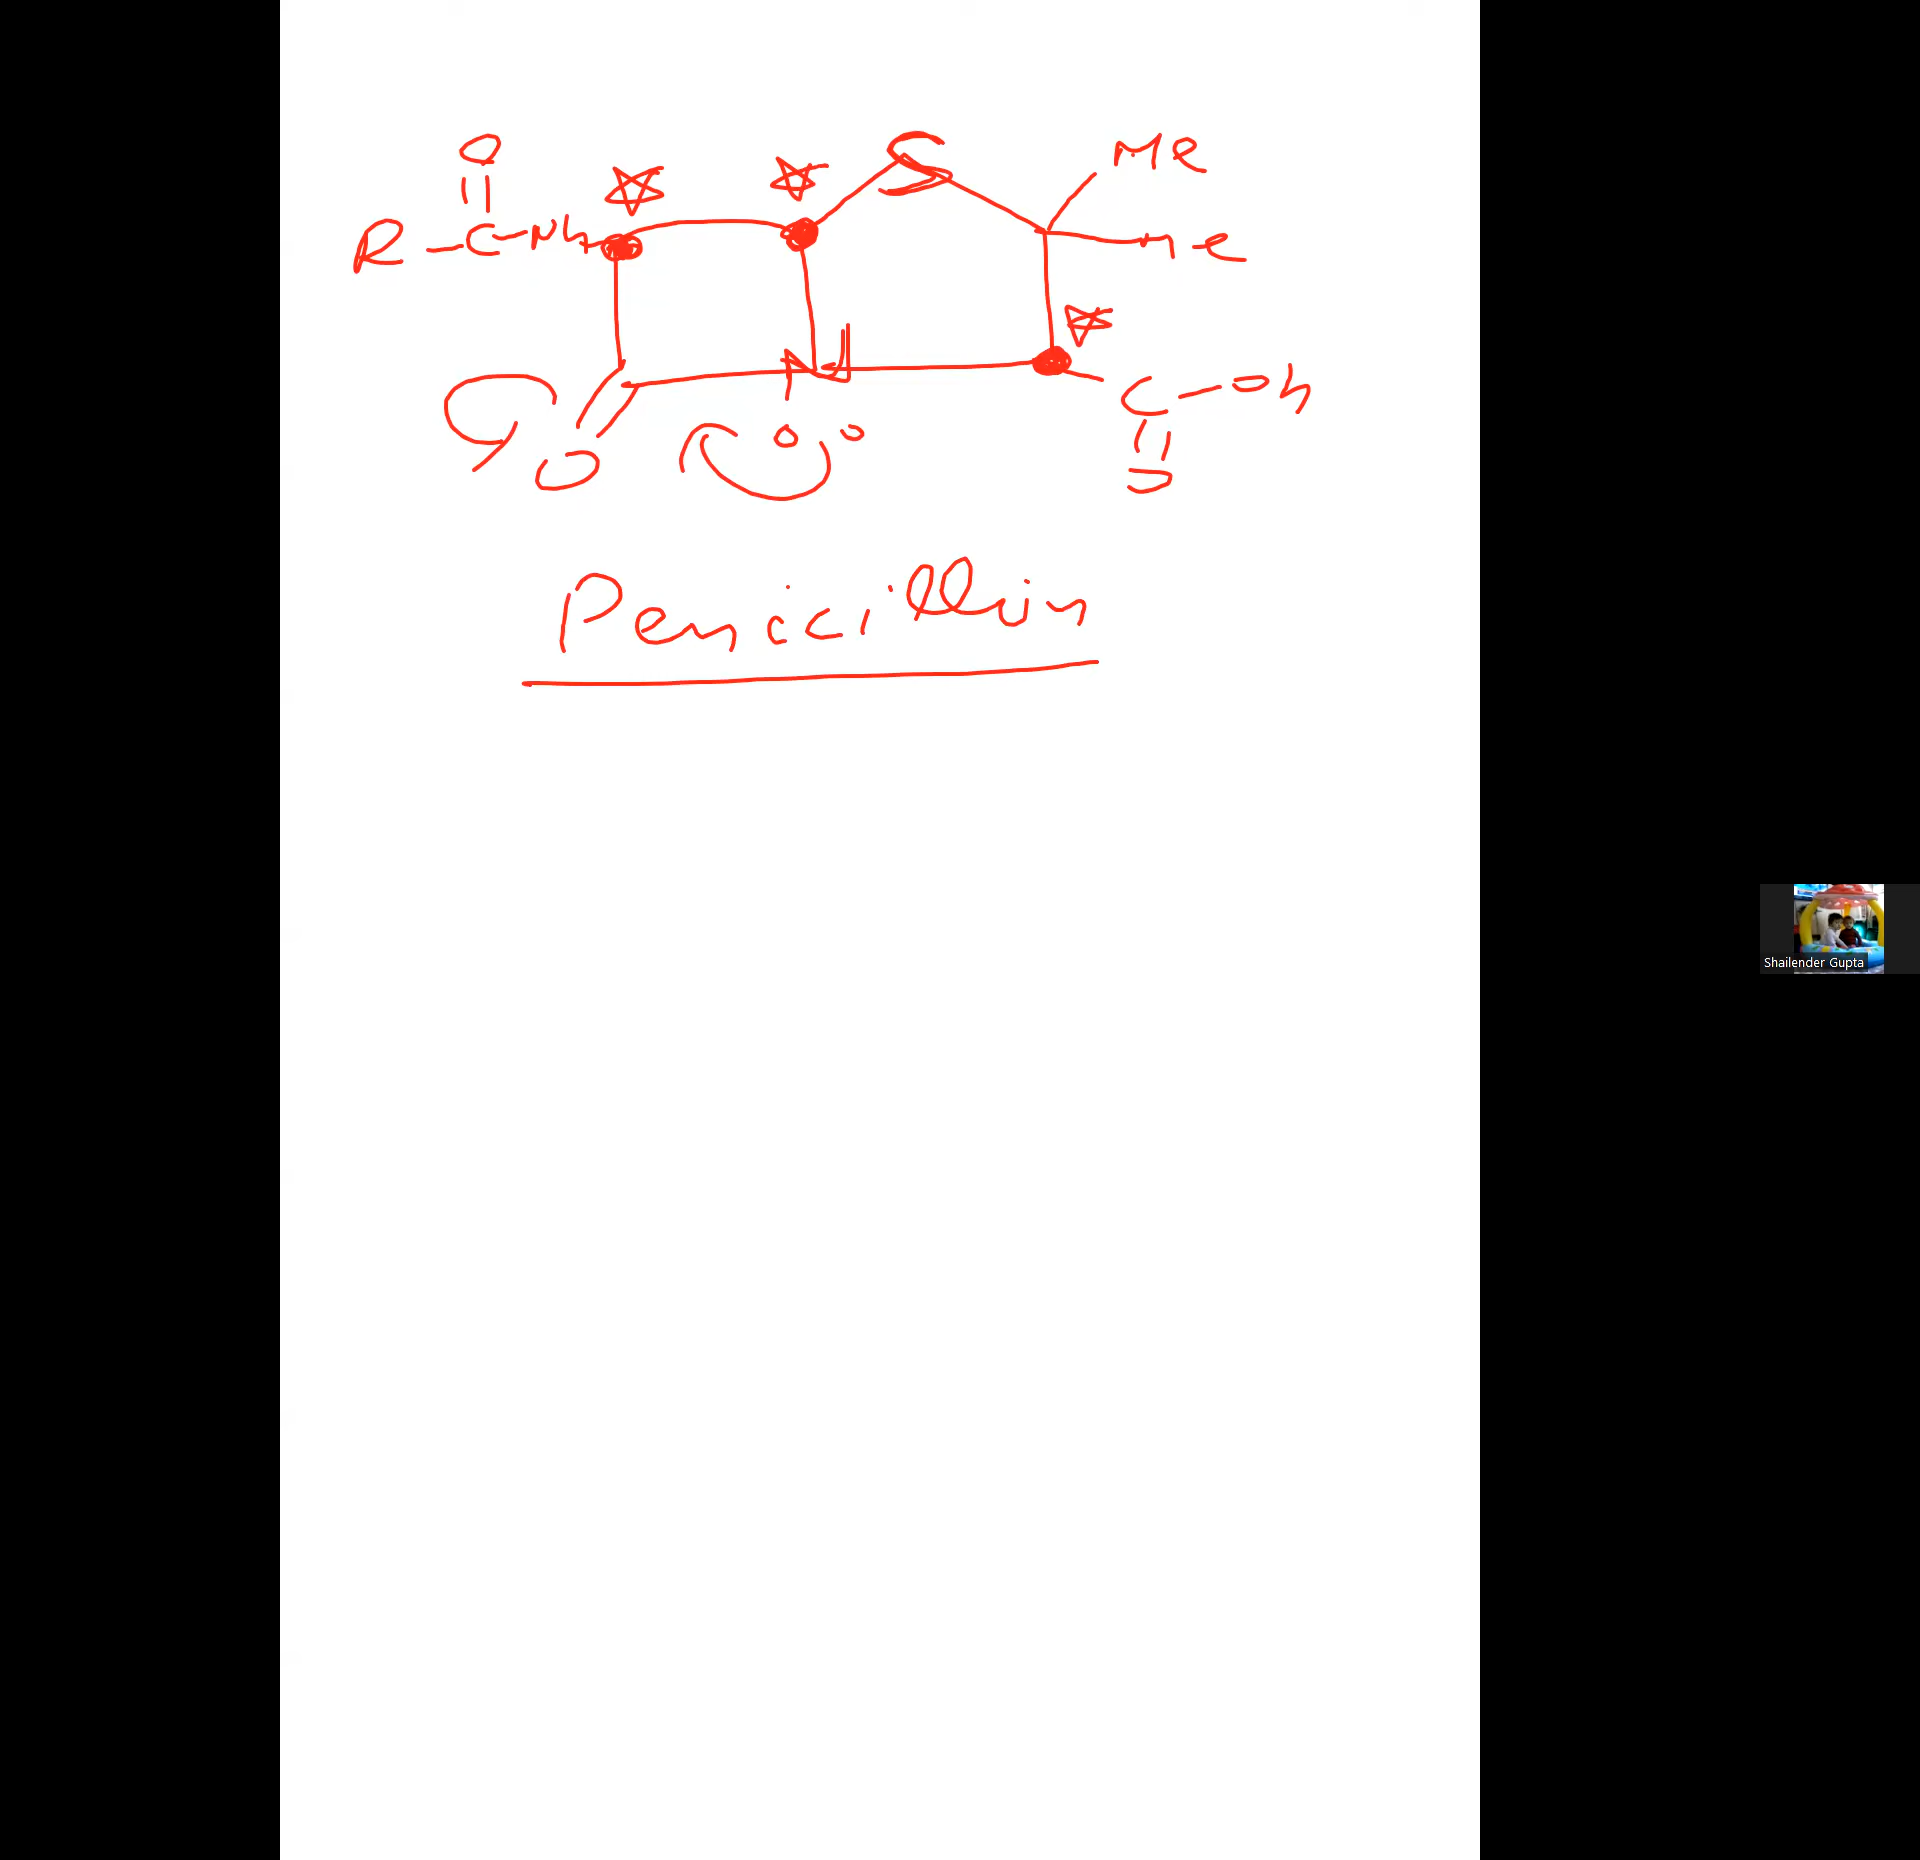 O
S
Me
R-C-Nh
Me
N
C-Oh
O
O
Penicillin
Shailender Gupta